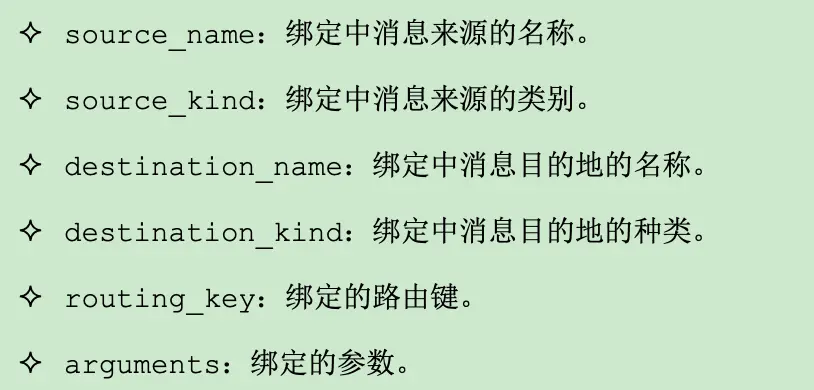 ✧ source_name：绑定中消息来源的名称。
✧ source_kind：绑定中消息来源的类别。
✧ destination_name：绑定中消息目的地的名称。
✧ destination_kind：绑定中消息目的地的种类。
✧ routing_key：绑定的路由键。
✧ arguments：绑定的参数。